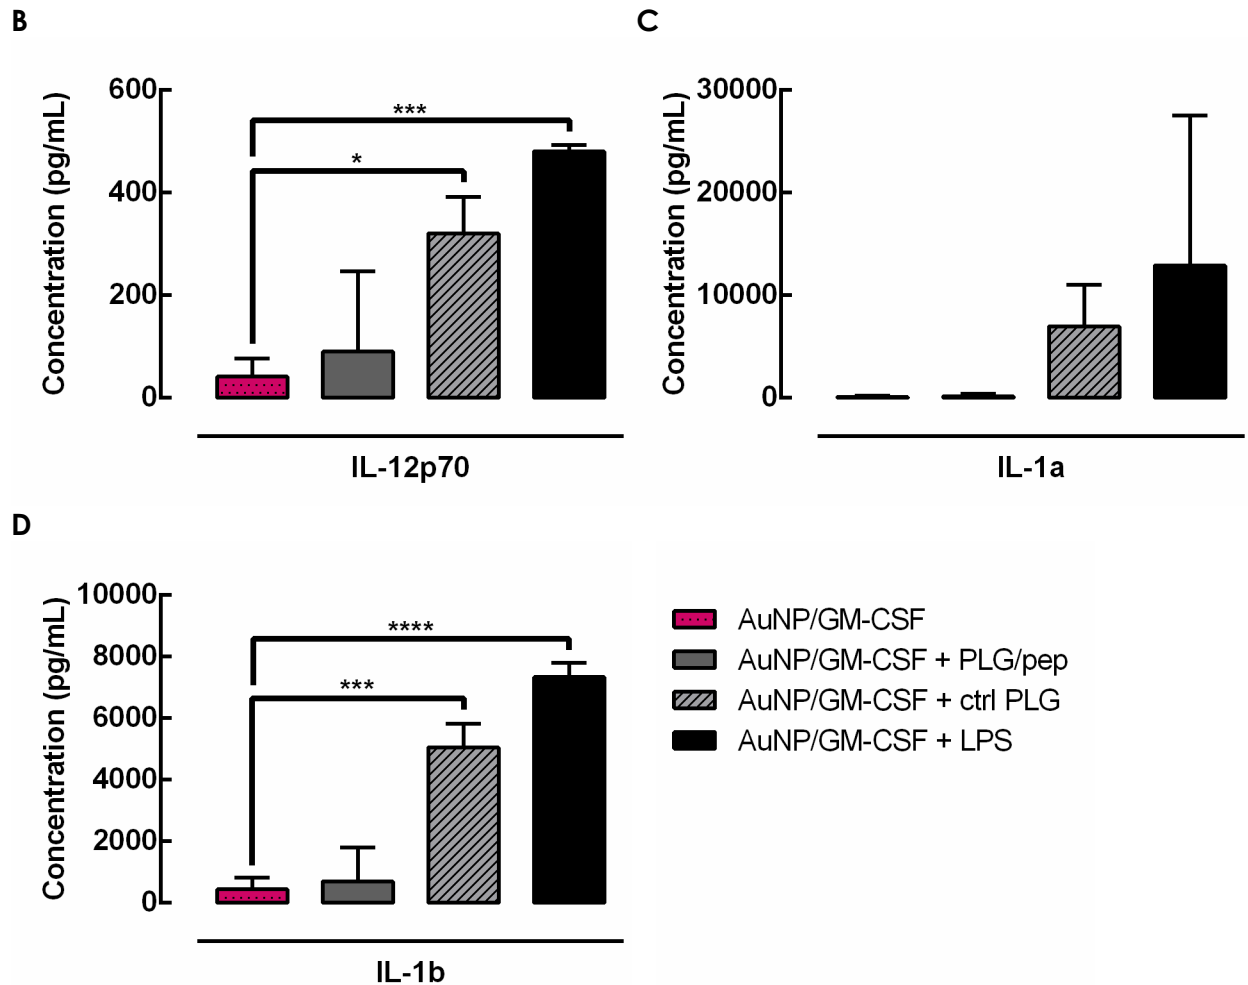 B
Concentration (pg/mL)
600
400
200
0
***
*
IL-12p70
C
Concentration (pg/mL)
30000
20000
10000
0
IL-1a
D
Concentration (pg/mL)
10000
8000
6000
4000
2000
0
****
***
IL-1b
AuNP/GM-CSF
AuNP/GM-CSF + PLG/pep
AuNP/GM-CSF + ctrl PLG
AuNP/GM-CSF + LPS